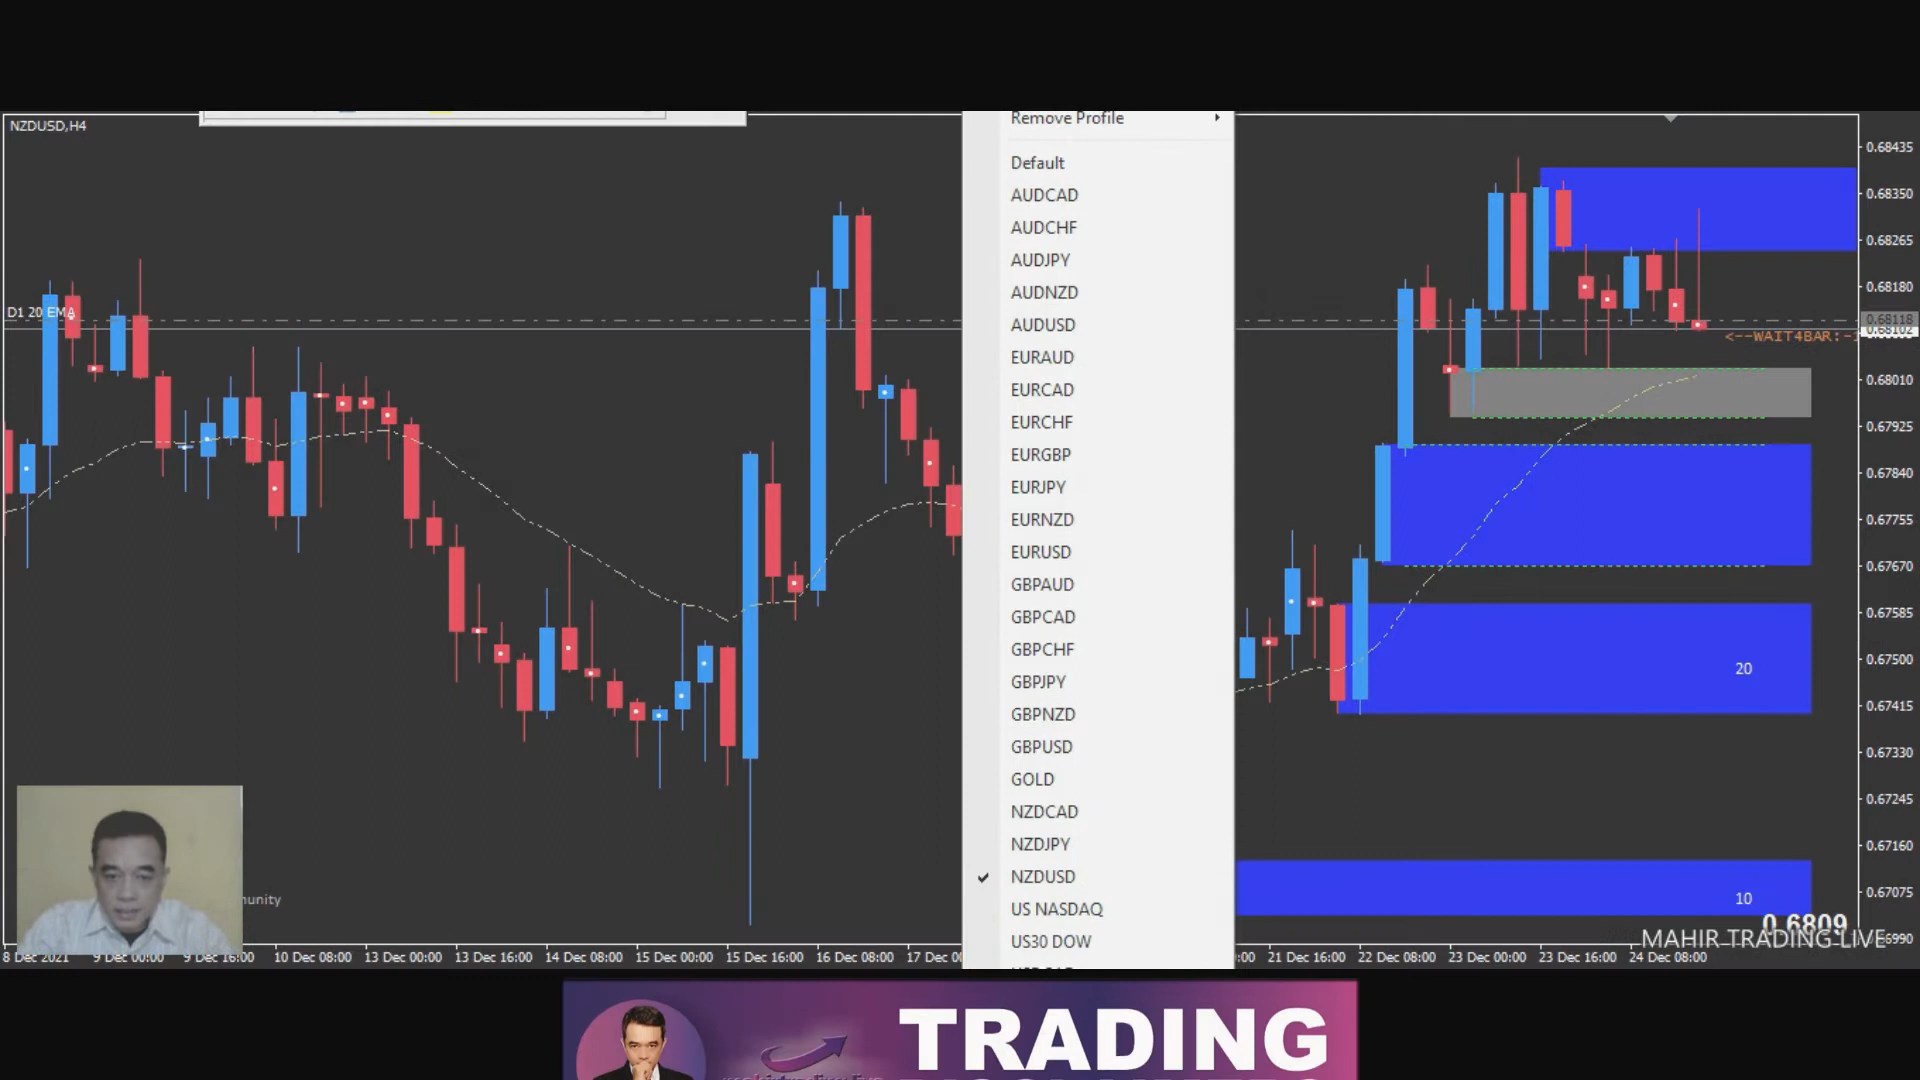 NZDUSD,H4
D1 20 EMA
Remove Profile
Default
AUDCAD
AUDCHF
AUDJPY
AUDNZD
AUDUSD
EURAUD
EURCAD
EURCHF
EURGBP
EURJPY
EURNZD
EURUSD
GBPAUD
GBPCAD
GBPCHF
GBPJPY
GBPNZD
GBPUSD
GOLD
NZDCAD
NZDJPY
NZDUSD
US NASDAQ
US30 DOW
<--WAIT4BAR:-
20
10
0.6809
MAHIR TRADING LIVE
0.68435
0.68350
0.68265
0.68180
0.68118
0.68102
0.68010
0.67925
0.67840
0.67755
0.67670
0.67585
0.67500
0.67415
0.67330
0.67245
0.67160
0.67075
8 Dec 2021
9 Dec 00:00
9 Dec 16:00
10 Dec 08:00
13 Dec 00:00
13 Dec 16:00
14 Dec 08:00
15 Dec 00:00
15 Dec 16:00
16 Dec 08:00
17 Dec
21 Dec 16:00
22 Dec 08:00
23 Dec 00:00
23 Dec 16:00
24 Dec 08:00
TRADING